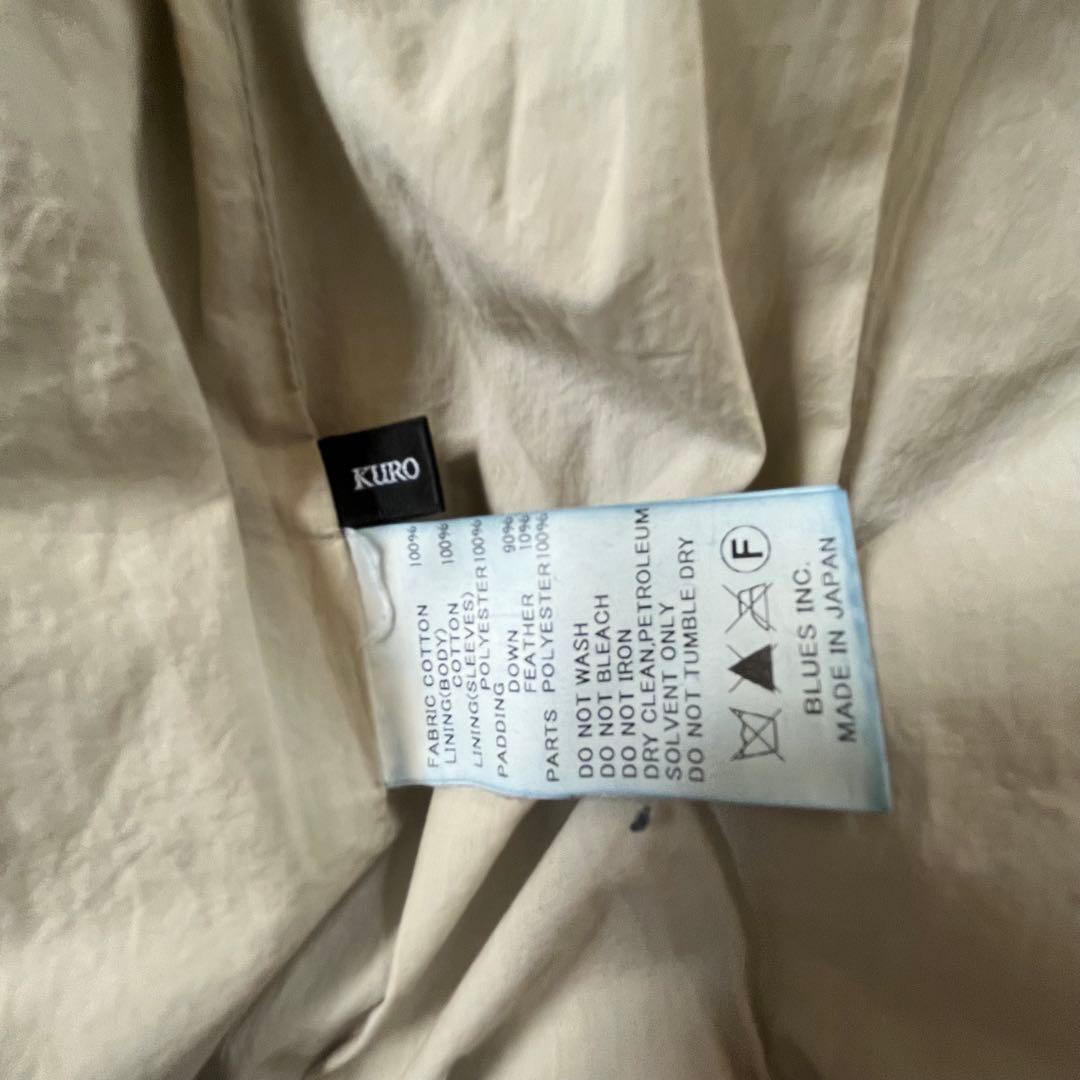 KURO
FABRIC COTTON 100%
LINING(BODY)
COTTON 100%
LINING(SLEEVES)
POLYESTER 100%
PADDING
DOWN 90%
FEATHER 10%
PARTS POLYESTER 100%
DO NOT WASH
DO NOT BLEACH
DO NOT IRON
DRY CLEAN,PETROLEUM
SOLVENT ONLY
DO NOT TUMBLE DRY
F
BLUES INC.
MADE IN JAPAN